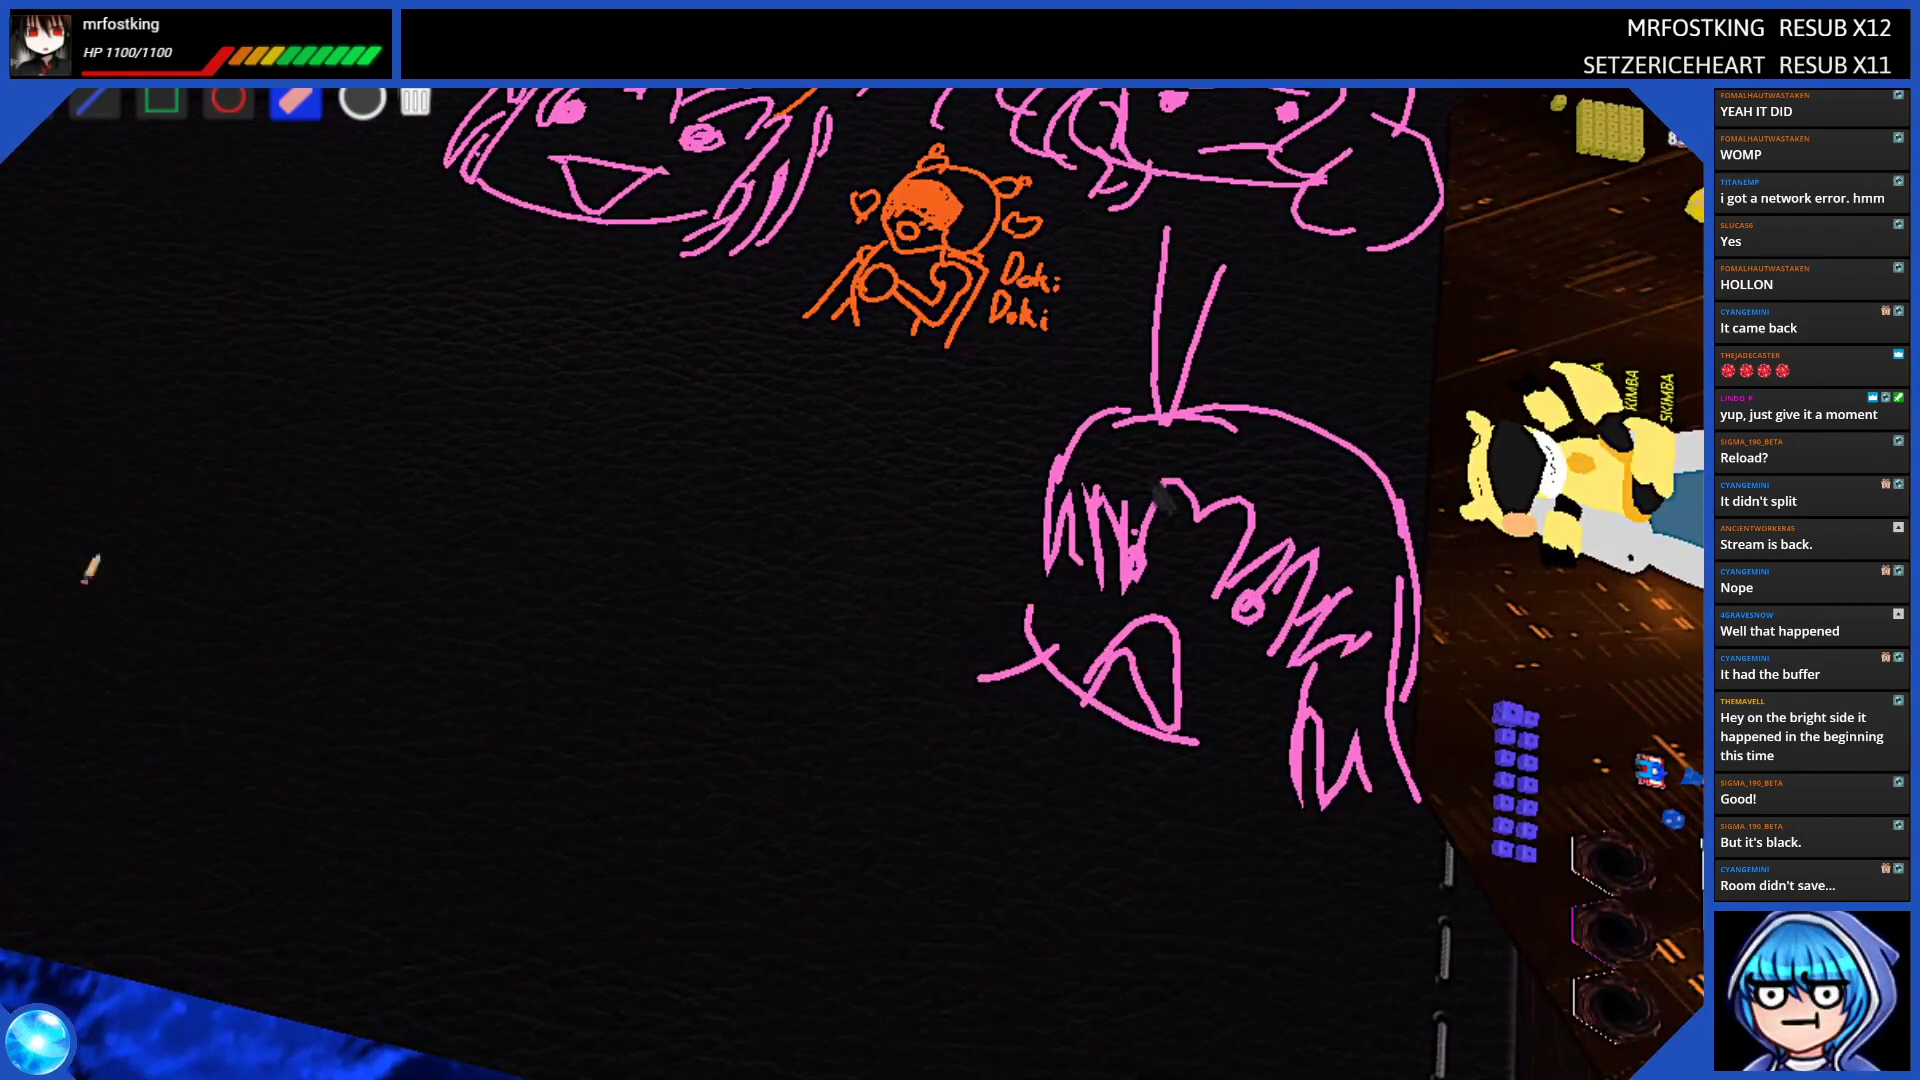 mrfostking
HP 1100/1100
MRFOSTKING RESUB X12
SETZERICEHEART RESUB X11
Doki
Doki
KIMBA
SKIMBA
FOMALHAUTWASTAKEN
YEAH IT DID
FOMALHAUTWASTAKEN
WOMP
TITANEMP
i got a network error. hmm
SLUCAS6
Yes
FOMALHAUTWASTAKEN
HOLLON
CYANGEMINI
It came back
THEJADECASTER
LINDO_P
yup, just give it a moment
SIGMA_190_BETA
Reload?
CYANGEMINI
It didn't split
ANCIENTWORKER45
Stream is back.
CYANGEMINI
Nope
4GRAVESNOW
Well that happened
CYANGEMINI
It had the buffer
THEMAVELL
Hey on the bright side it
happened in the beginning
this time
SIGMA_190_BETA
Good!
SIGMA_190_BETA
But it's black.
CYANGEMINI
Room didn't save...